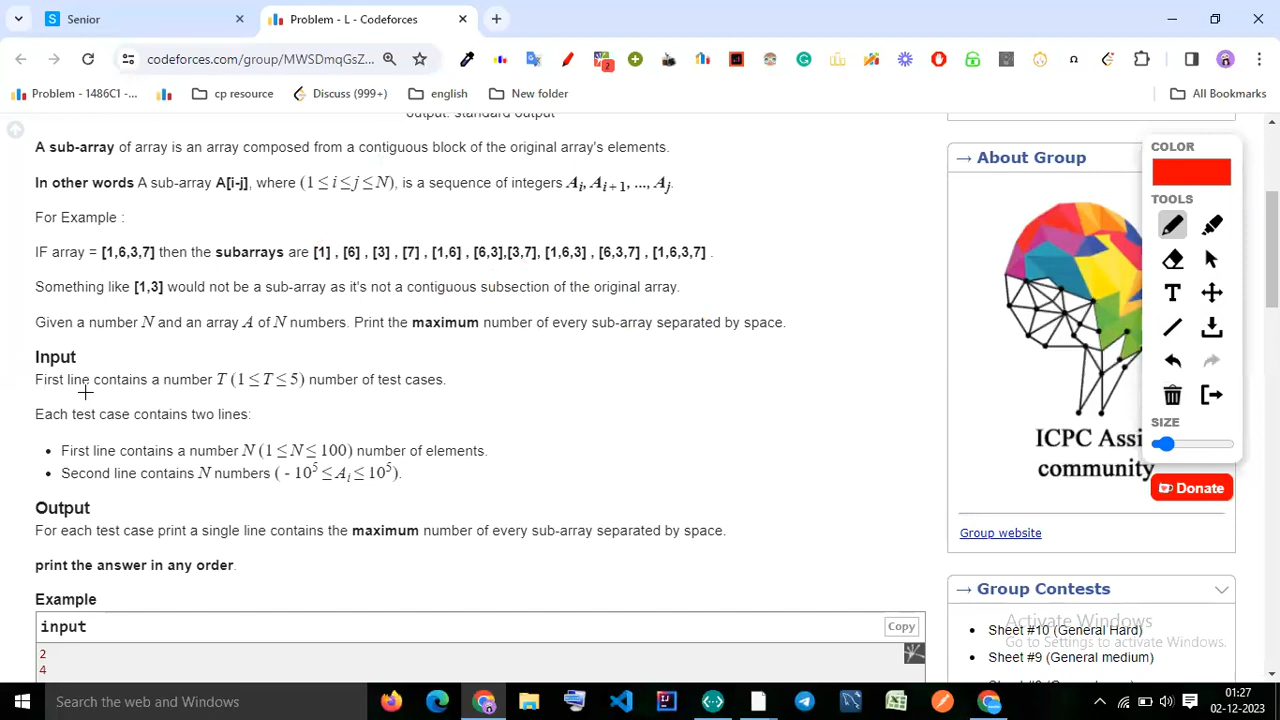 Senior
Problem - L - Codeforces
codeforces.com/group/MWSDmqGsZ...
2
Problem - 1486C1 -...
cp resource
Discuss (999+)
english
New folder
All Bookmarks
output: standard output
A sub-array of array is an array composed from a contiguous block of the original array's elements.
In other words A sub-array A[i-j], where (1 ≤ i ≤ j ≤ N), is a sequence of integers Ai, Ai + 1, ..., Aj.
For Example :
IF array = [1,6,3,7] then the subarrays are [1] , [6] , [3] , [7] , [1,6] , [6,3],[3,7], [1,6,3] , [6,3,7] , [1,6,3,7] .
Something like [1,3] would not be a sub-array as it's not a contiguous subsection of the original array.
Given a number N and an array A of N numbers. Print the maximum number of every sub-array separated by space.
Input
First line contains a number T (1 ≤ T ≤ 5) number of test cases.
Each test case contains two lines:
• First line contains a number N (1 ≤ N ≤ 100) number of elements.
• Second line contains N numbers ( - 10^5 ≤ Ai ≤ 10^5).
Output
For each test case print a single line contains the maximum number of every sub-array separated by space.
print the answer in any order.
Example
input
Copy
2
4
→ About Group
ICPC Assi
community
Group website
→ Group Contests
• Sheet #10 (General Hard)
• Sheet #9 (General medium)
COLOR
TOOLS
T
SIZE
Donate
Activate Windows
Go to Settings to activate Windows.
Search the web and Windows
01:27
02-12-2023